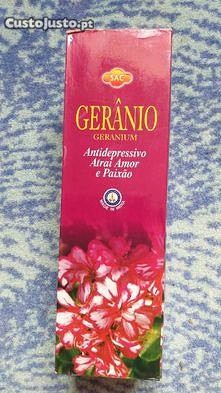 CustoJusto.pt
SAC
GERÂNIO
GERANIUM
Antidepressivo
Atrai Amor
e Paixão